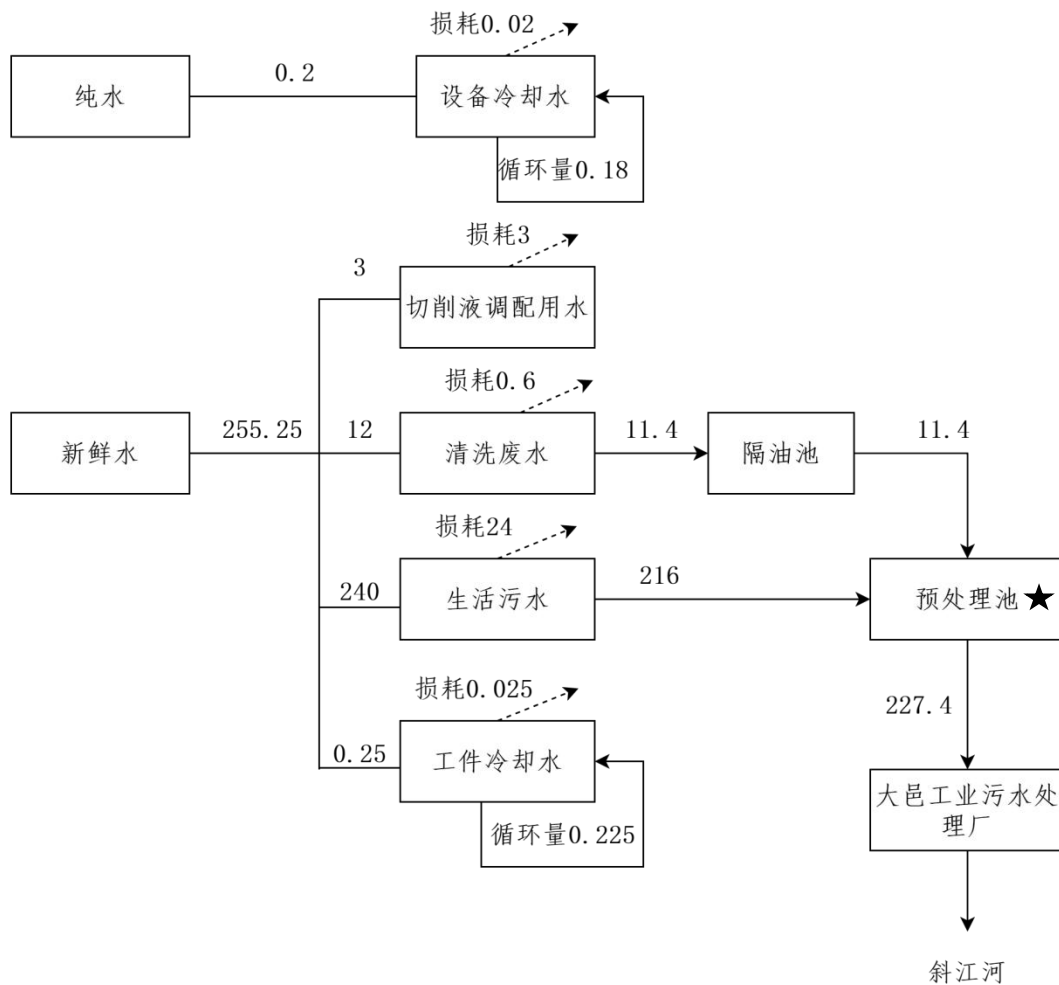 损耗0.02
纯水
0.2
设备冷却水
循环量0.18
损耗3
3
切削液调配用水
损耗0.6
新鲜水
255.25
12
清洗废水
11.4
隔油池
11.4
损耗24
240
生活污水
216
预处理池★
损耗0.025
0.25
工件冷却水
循环量0.225
227.4
大邑工业污水处
理厂
斜江河